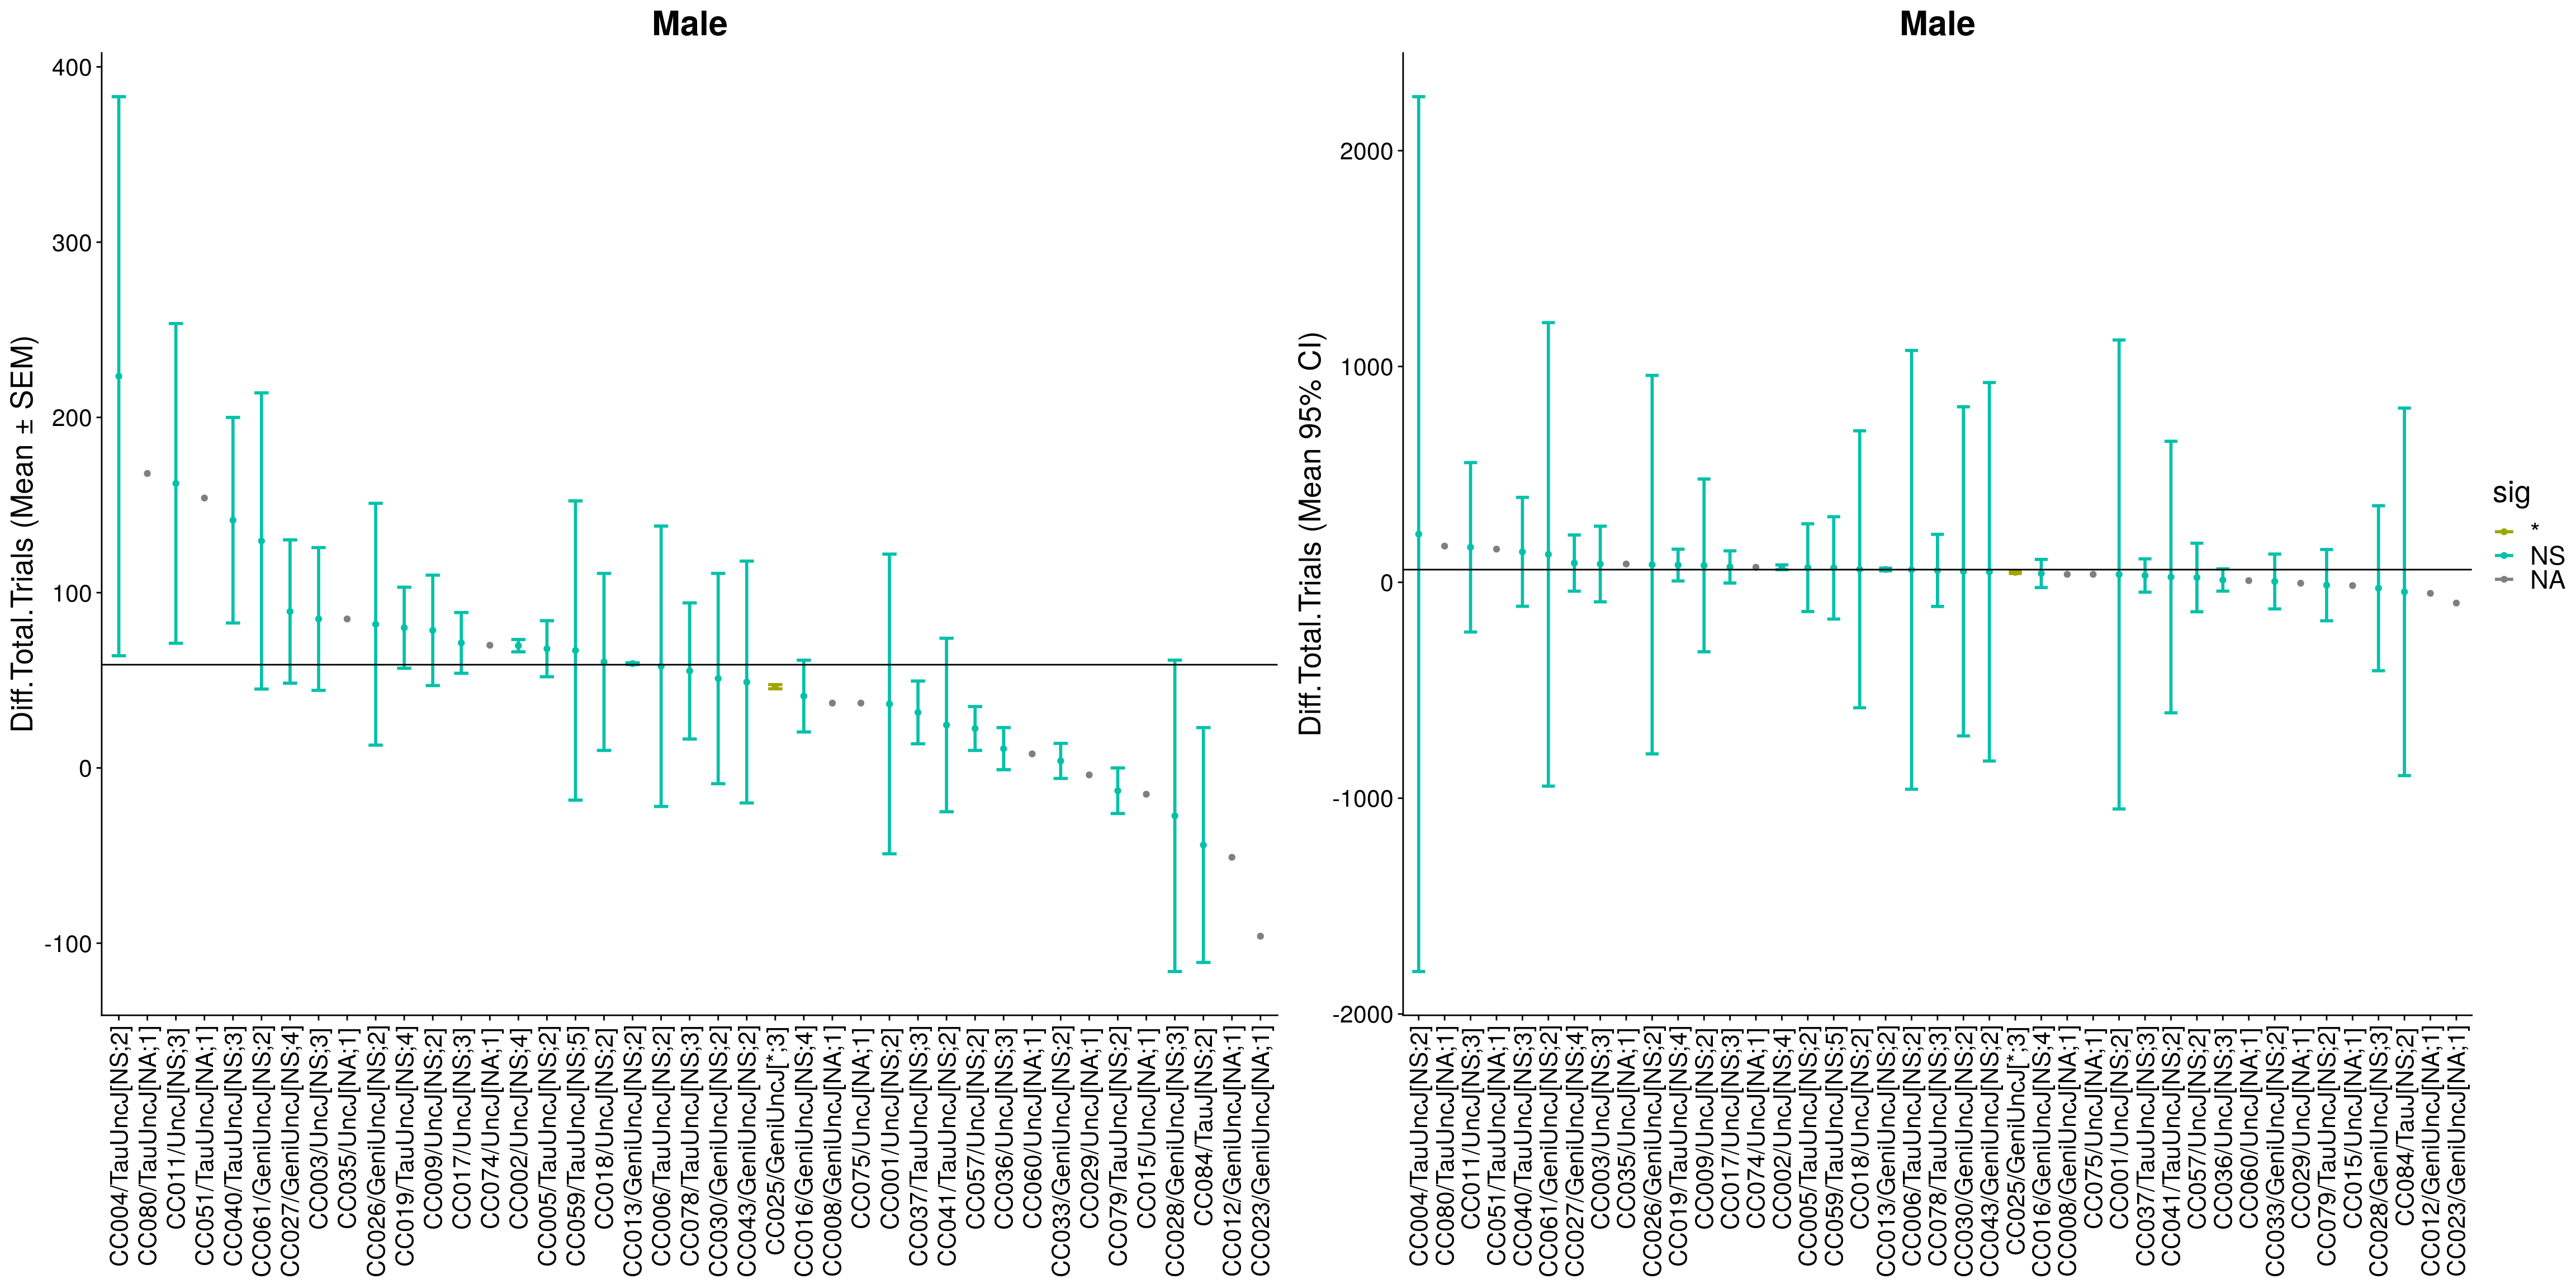 Male
Diff.Total.Trials (Mean ± SEM)
400
300
200
100
0
-100
CC004/TauUncJ[NS;2]
CC080/TauUncJ[NA;1]
CC011/UncJ[NS;3]
CC051/TauUncJ[NA;1]
CC040/TauUncJ[NS;3]
CC061/GeniUncJ[NS;2]
CC027/GeniUncJ[NS;4]
CC003/UncJ[NS;3]
CC035/UncJ[NA;1]
CC026/GeniUncJ[NS;2]
CC019/TauUncJ[NS;4]
CC009/UncJ[NS;2]
CC017/UncJ[NS;3]
CC074/UncJ[NA;1]
CC002/UncJ[NS;4]
CC005/TauUncJ[NS;2]
CC059/TauUncJ[NS;5]
CC018/UncJ[NS;2]
CC013/GeniUncJ[NS;2]
CC006/TauUncJ[NS;2]
CC078/TauUncJ[NS;3]
CC030/GeniUncJ[NS;2]
CC043/GeniUncJ[NS;2]
CC025/GeniUncJ[*;3]
CC016/GeniUncJ[NS;4]
CC008/GeniUncJ[NA;1]
CC075/UncJ[NA;1]
CC001/UncJ[NS;2]
CC037/TauUncJ[NS;3]
CC041/TauUncJ[NS;2]
CC057/UncJ[NS;2]
CC036/UncJ[NS;3]
CC060/UncJ[NA;1]
CC033/GeniUncJ[NS;2]
CC029/UncJ[NA;1]
CC079/TauUncJ[NS;2]
CC015/UncJ[NA;1]
CC028/GeniUncJ[NS;3]
CC084/TauJ[NS;2]
CC012/GeniUncJ[NA;1]
CC023/GeniUncJ[NA;1]
Male
Diff.Total.Trials (Mean 95% CI)
2000
1000
0
-1000
-2000
CC004/TauUncJ[NS;2]
CC080/TauUncJ[NA;1]
CC011/UncJ[NS;3]
CC051/TauUncJ[NA;1]
CC040/TauUncJ[NS;3]
CC061/GeniUncJ[NS;2]
CC027/GeniUncJ[NS;4]
CC003/UncJ[NS;3]
CC035/UncJ[NA;1]
CC026/GeniUncJ[NS;2]
CC019/TauUncJ[NS;4]
CC009/UncJ[NS;2]
CC017/UncJ[NS;3]
CC074/UncJ[NA;1]
CC002/UncJ[NS;4]
CC005/TauUncJ[NS;2]
CC059/TauUncJ[NS;5]
CC018/UncJ[NS;2]
CC013/GeniUncJ[NS;2]
CC006/TauUncJ[NS;2]
CC078/TauUncJ[NS;3]
CC030/GeniUncJ[NS;2]
CC043/GeniUncJ[NS;2]
CC025/GeniUncJ[*;3]
CC016/GeniUncJ[NS;4]
CC008/GeniUncJ[NA;1]
CC075/UncJ[NA;1]
CC001/UncJ[NS;2]
CC037/TauUncJ[NS;3]
CC041/TauUncJ[NS;2]
CC057/UncJ[NS;2]
CC036/UncJ[NS;3]
CC060/UncJ[NA;1]
CC033/GeniUncJ[NS;2]
CC029/UncJ[NA;1]
CC079/TauUncJ[NS;2]
CC015/UncJ[NA;1]
CC028/GeniUncJ[NS;3]
CC084/TauJ[NS;2]
CC012/GeniUncJ[NA;1]
CC023/GeniUncJ[NA;1]
sig
*
NS
NA